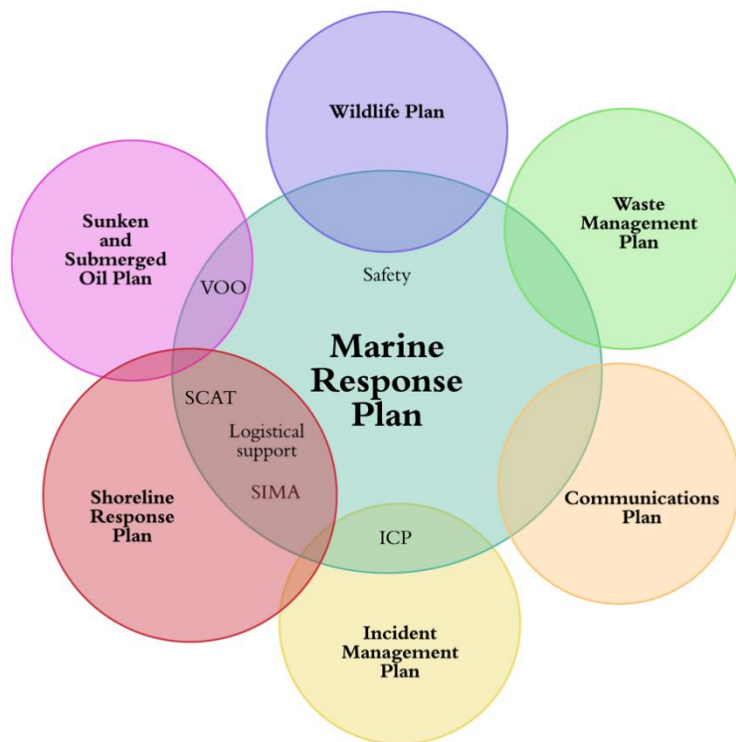 Wildlife Plan
Waste
Management
Plan
Sunken
and
Submerged
Oil Plan
VOO
Safety
Marine
Response
Plan
SCAT
Logistical
support
SIMA
Shoreline
Response
Plan
Communications
Plan
ICP
Incident
Management
Plan